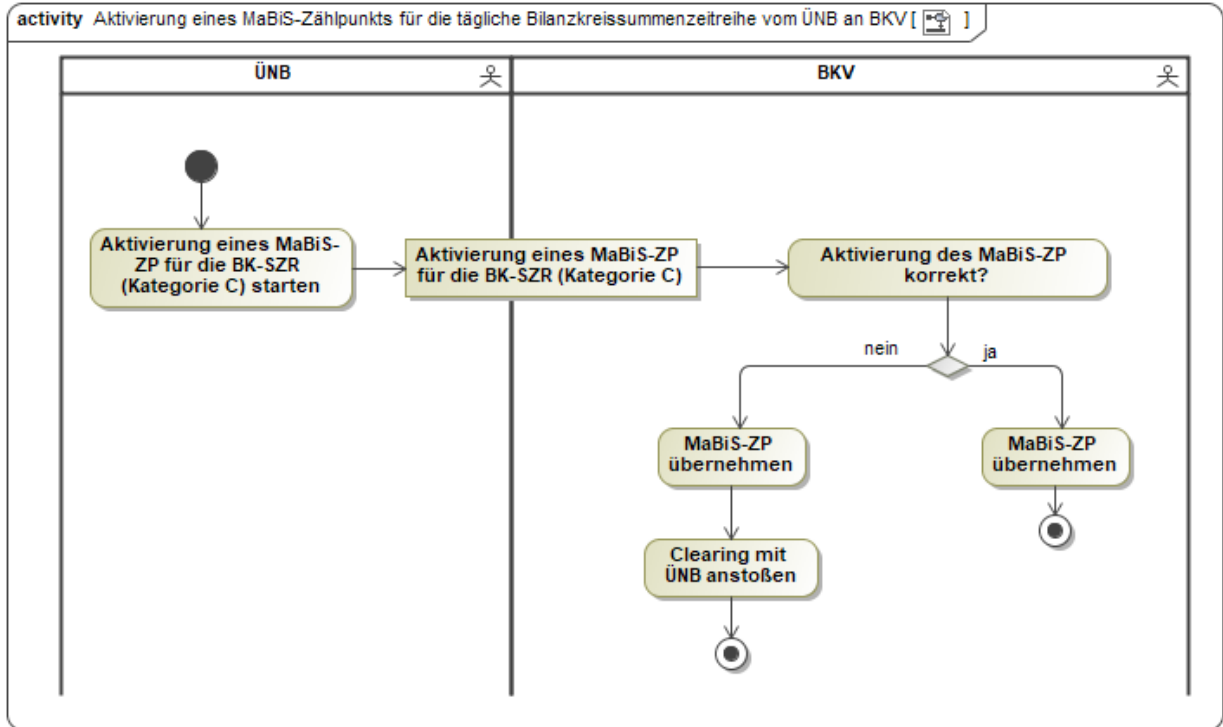 activity Aktivierung eines MaBiS-Zählpunkts für die tägliche Bilanzkreissummenzeitreihe vom ÜNB an BKV [ ]
ÜNB
BKV
Aktivierung eines MaBiS-
ZP für die BK-SZR
(Kategorie C) starten
Aktivierung eines MaBiS-ZP
für die BK-SZR (Kategorie C)
Aktivierung des MaBiS-ZP
korrekt?
nein
ja
MaBiS-ZP
übernehmen
MaBiS-ZP
übernehmen
Clearing mit
ÜNB anstoßen